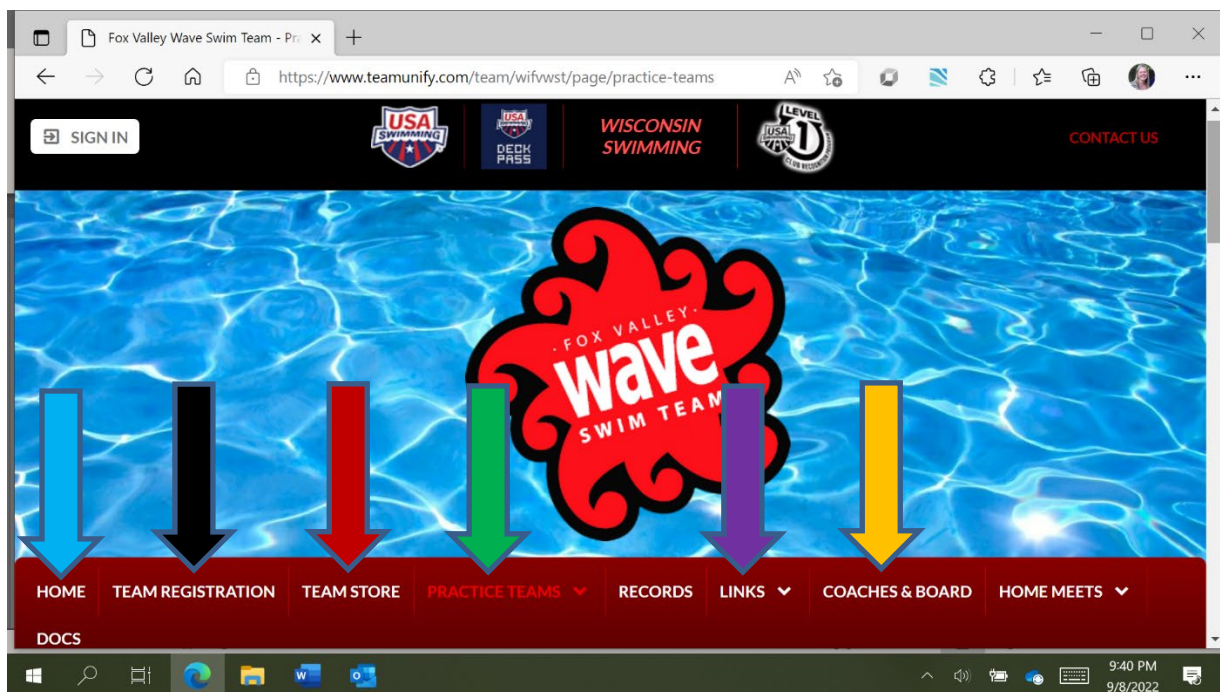 Fox Valley Wave Swim Team - Pra
https://www.teamunify.com/team/wifvwst/page/practice-teams
SIGN IN
USA
SWIMMING
USA
DECK
PASS
WISCONSIN
SWIMMING
LEVEL
USA
1
CONTACT US
FOX VALLEY
wave
SWIM TEAM
HOME TEAM REGISTRATION TEAM STORE PRACTICE TEAMS RECORDS LINKS COACHES & BOARD HOME MEETS
DOCS
9:40 PM
9/8/2022